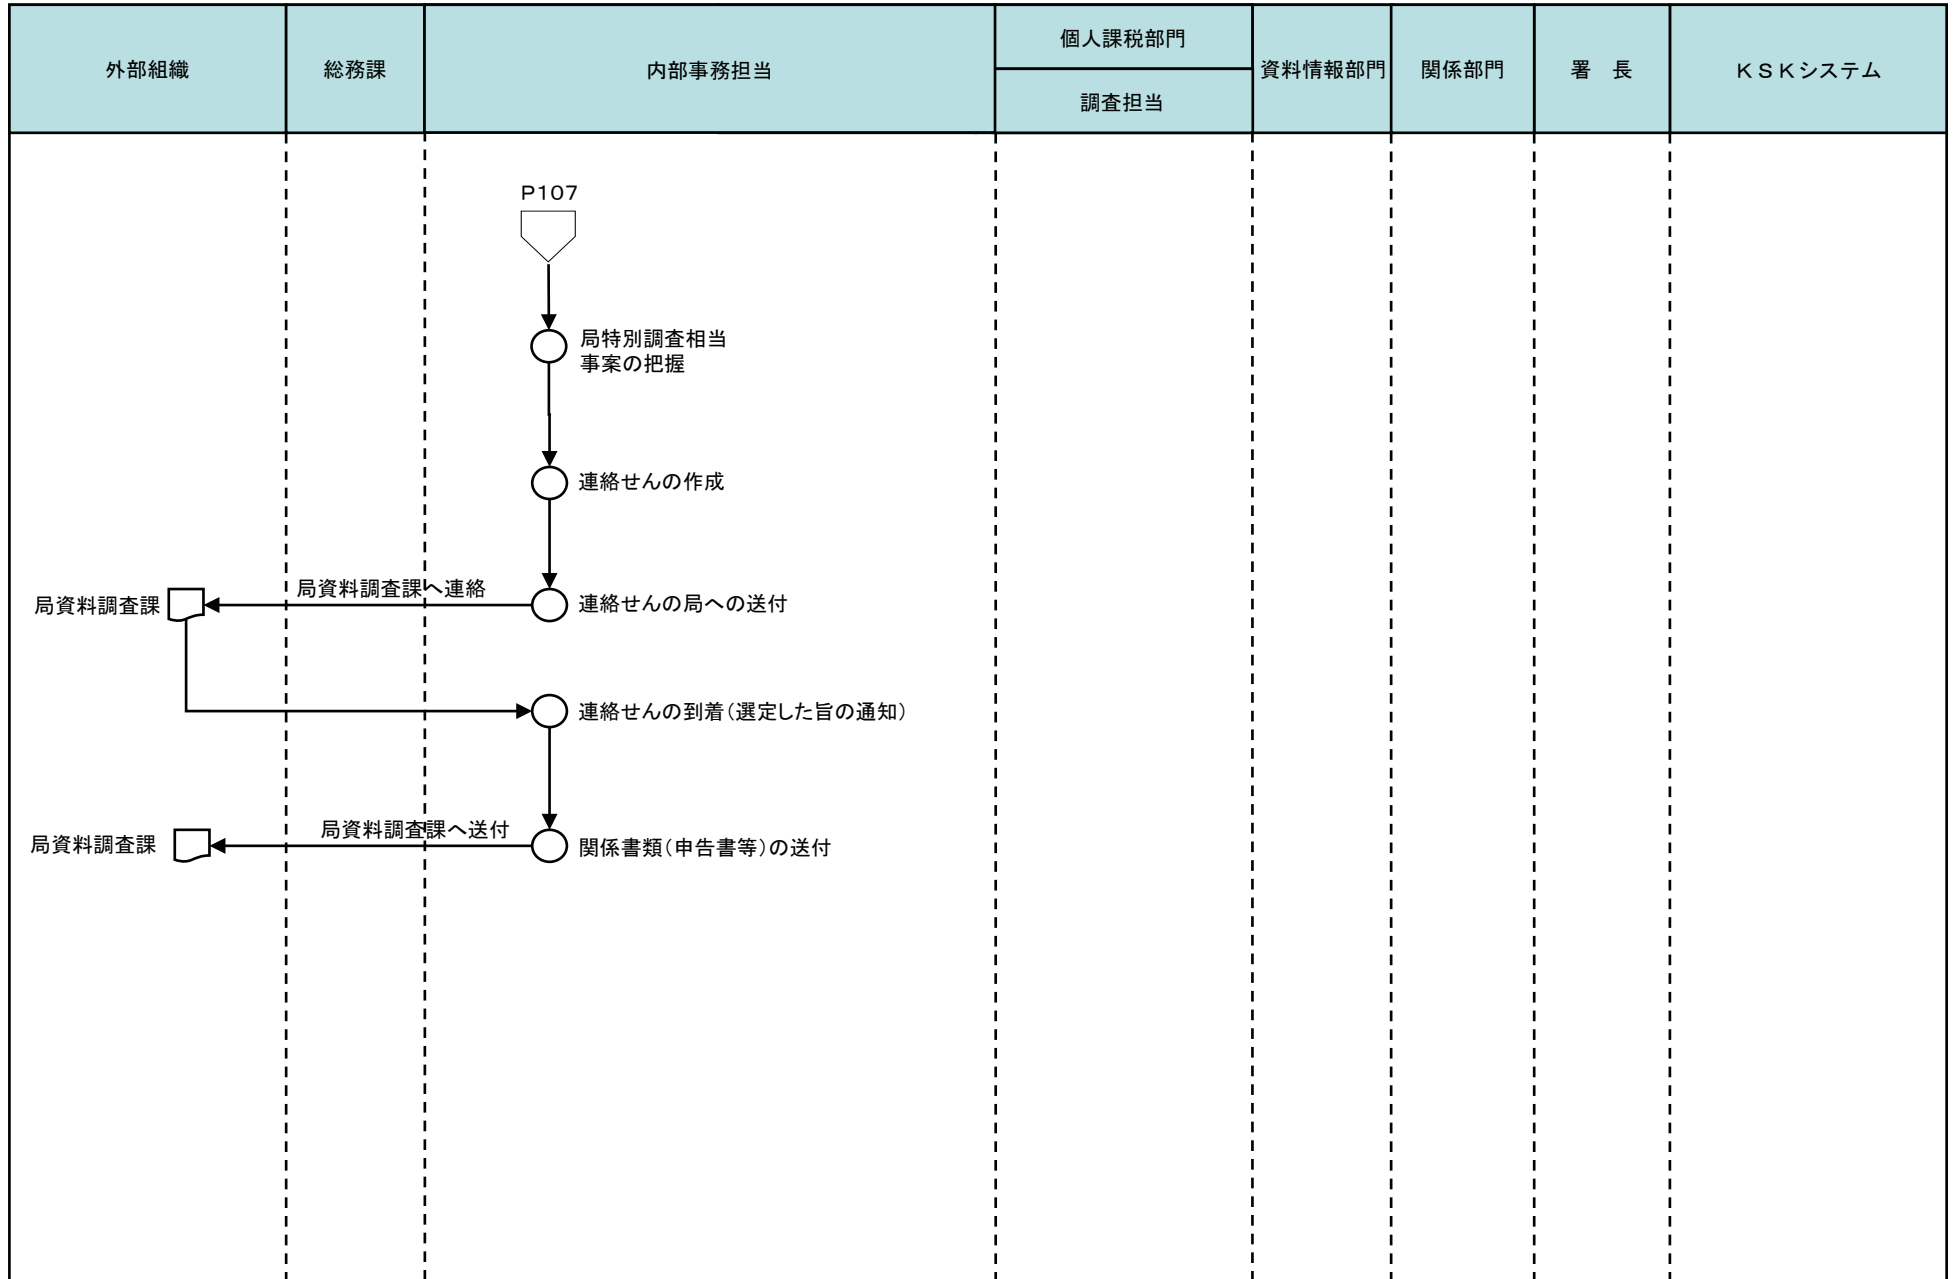 外部組織
総務課
内部事務担当
個人課税部門
調査担当
資料情報部門
関係部門
署　長
ＫＳＫシステム
P107
局特別調査相当
事案の把握
連絡せんの作成
局資料調査課
局資料調査課へ連絡
連絡せんの局への送付
連絡せんの到着（選定した旨の通知）
局資料調査課
局資料調査課へ送付
関係書類（申告書等）の送付